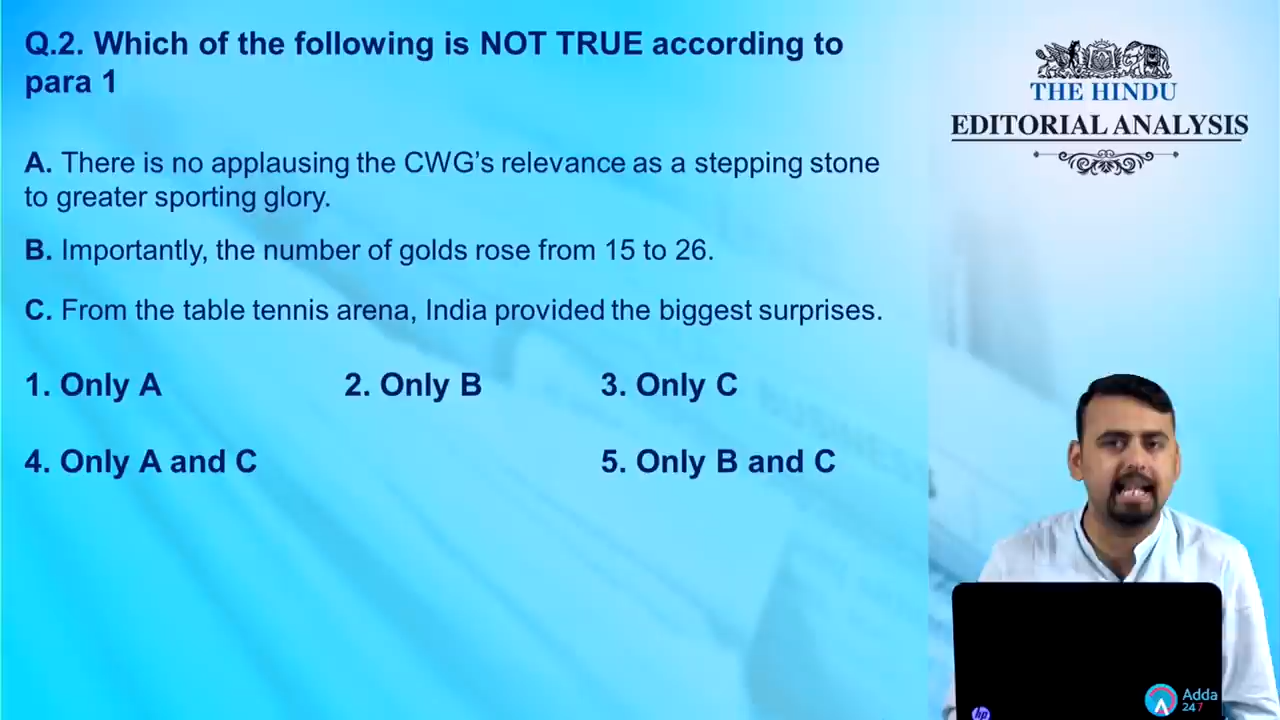 Q.2. Which of the following is NOT TRUE according to
para 1
THE HINDU
EDITORIAL ANALYSIS
A. There is no applausing the CWG's relevance as a stepping stone
to greater sporting glory.
B. Importantly, the number of golds rose from 15 to 26.
C. From the table tennis arena, India provided the biggest surprises.
1. Only A
2. Only B
3. Only C
4. Only A and C
5. Only B and C
hp
Adda
247